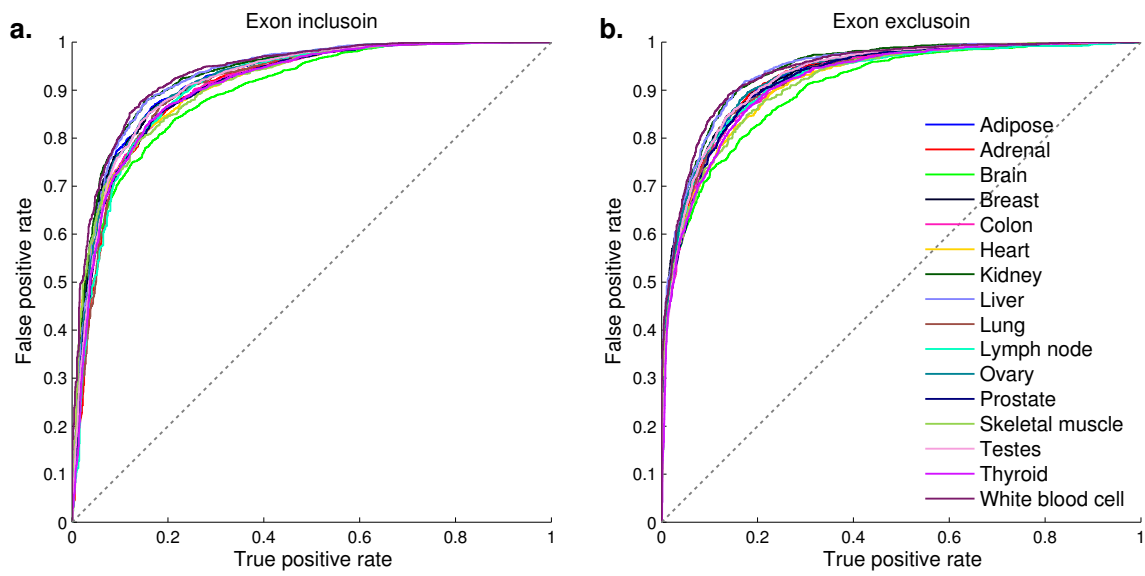 a.
Exon inclusoin
False positive rate
1
0.9
0.8
0.7
0.6
0.5
0.4
0.3
0.2
0.1
0
0
0.2
0.4
0.6
0.8
1
True positive rate
b.
Exon exclusoin
False positive rate
1
0.9
0.8
0.7
0.6
0.5
0.4
0.3
0.2
0.1
0
0
0.2
0.4
0.6
0.8
1
True positive rate
Adipose
Adrenal
Brain
Breast
Colon
Heart
Kidney
Liver
Lung
Lymph node
Ovary
Prostate
Skeletal muscle
Testes
Thyroid
White blood cell